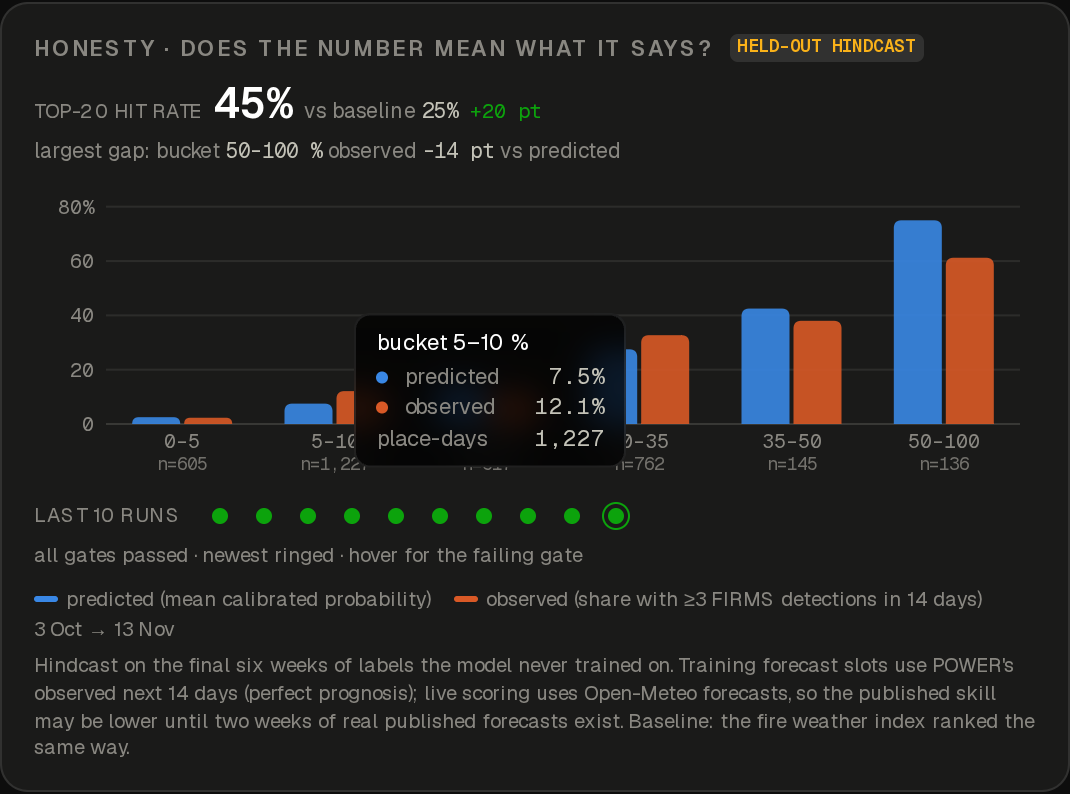 HONESTY · DOES THE NUMBER MEAN WHAT IT SAYS? HELD-OUT HINDCAST
TOP-20 HIT RATE 45% vs baseline 25% +20 pt
largest gap: bucket 50-100 % observed -14 pt vs predicted
80%
60
40
20
0
bucket 5–10 %
predicted 7.5%
observed 12.1%
place-days 1,227
0-5 35-50 50-100
n=605 n=762 n=145 n=136
LAST 10 RUNS
all gates passed · newest ringed · hover for the failing gate
predicted (mean calibrated probability) observed (share with ≥3 FIRMS detections in 14 days)
3 Oct → 13 Nov
Hindcast on the final six weeks of labels the model never trained on. Training forecast slots use POWER's
observed next 14 days (perfect prognosis); live scoring uses Open-Meteo forecasts, so the published skill
may be lower until two weeks of real published forecasts exist. Baseline: the fire weather index ranked the
same way.